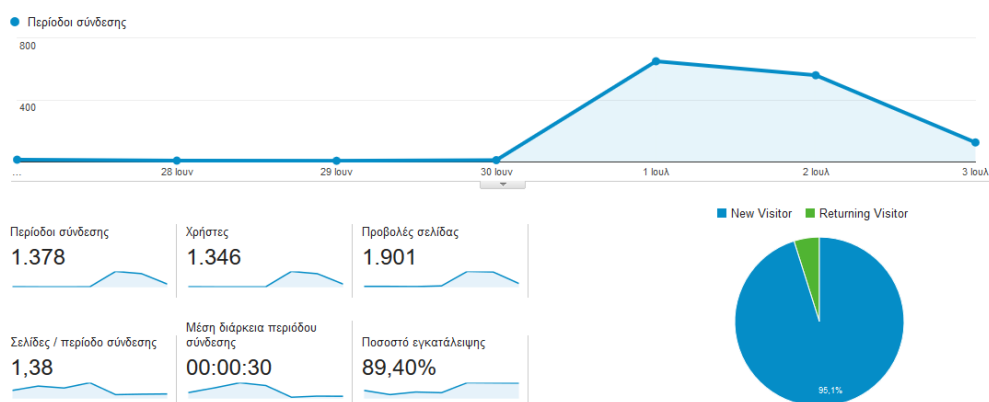 Περίοδοι σύνδεσης
800
400
...
28 Ιουν
29 Ιουν
30 Ιουν
1 Ιουλ
2 Ιουλ
3 Ιουλ
New Visitor
Returning Visitor
Περίοδοι σύνδεσης
1.378
Χρήστες
1.346
Προβολές σελίδας
1.901
Σελίδες / περίοδο σύνδεσης
1,38
Μέση διάρκεια περιόδου
σύνδεσης
00:00:30
Ποσοστό εγκατάλειψης
89,40%
95,1%